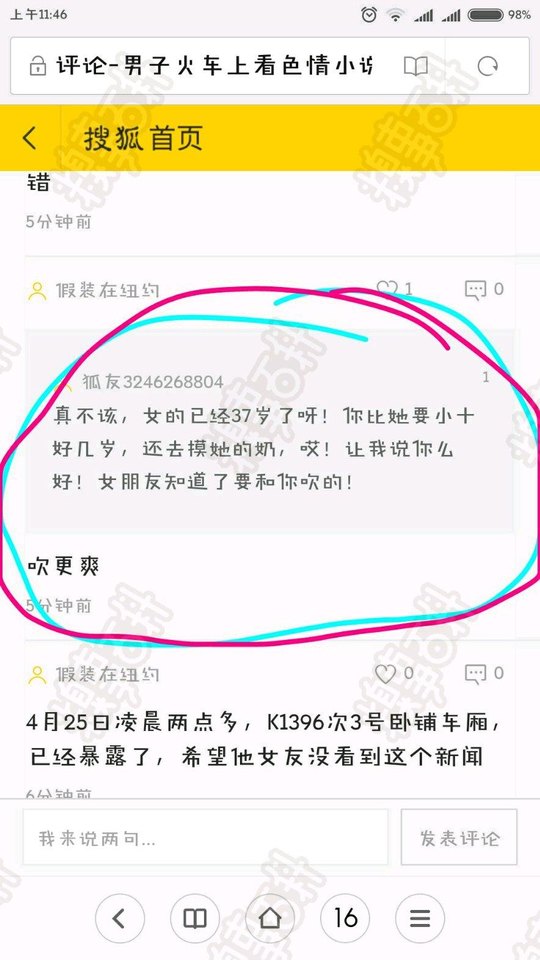 上午11:46
98%
评论-男子火车上看色情小说
搜狐首页
错
5分钟前
假装在纽约
1
0
狐友3246268804
1
真不该，女的已经37岁了呀！你比她要小十
好几岁，还去摸她的奶，哎！让我说你么
好！女朋友知道了要和你吹的！
吹更爽
5分钟前
假装在纽约
0
0
4月25日凌晨两点多，K1396次3号卧铺车厢，
已经暴露了，希望他女友没看到这个新闻
6分钟前
我来说两句...
发表评论
16